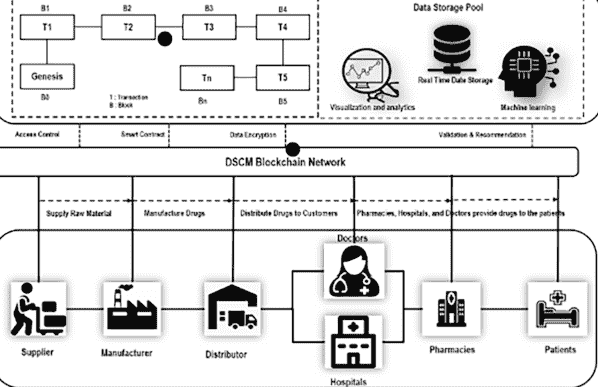 B1 B2 B3 B4
T1 T2 T3 T4
Data Storage Pool
Genesis Tn T5
B0 Bn B5
T : Transaction
B : Block
Real Time Date Storage
Visualization and analytics
Machine learning
Access Control Smart Contract Data Encryption Validation & Recommendation
DSCM Blockchain Network
Supply Raw Material Manufacture Drugs Distribute Drugs to Customers Pharmacies, Hospitals, and Doctors provide drugs to the patients
Doctors
Supplier Manufacturer Distributor Pharmacies Patients
Hospitals